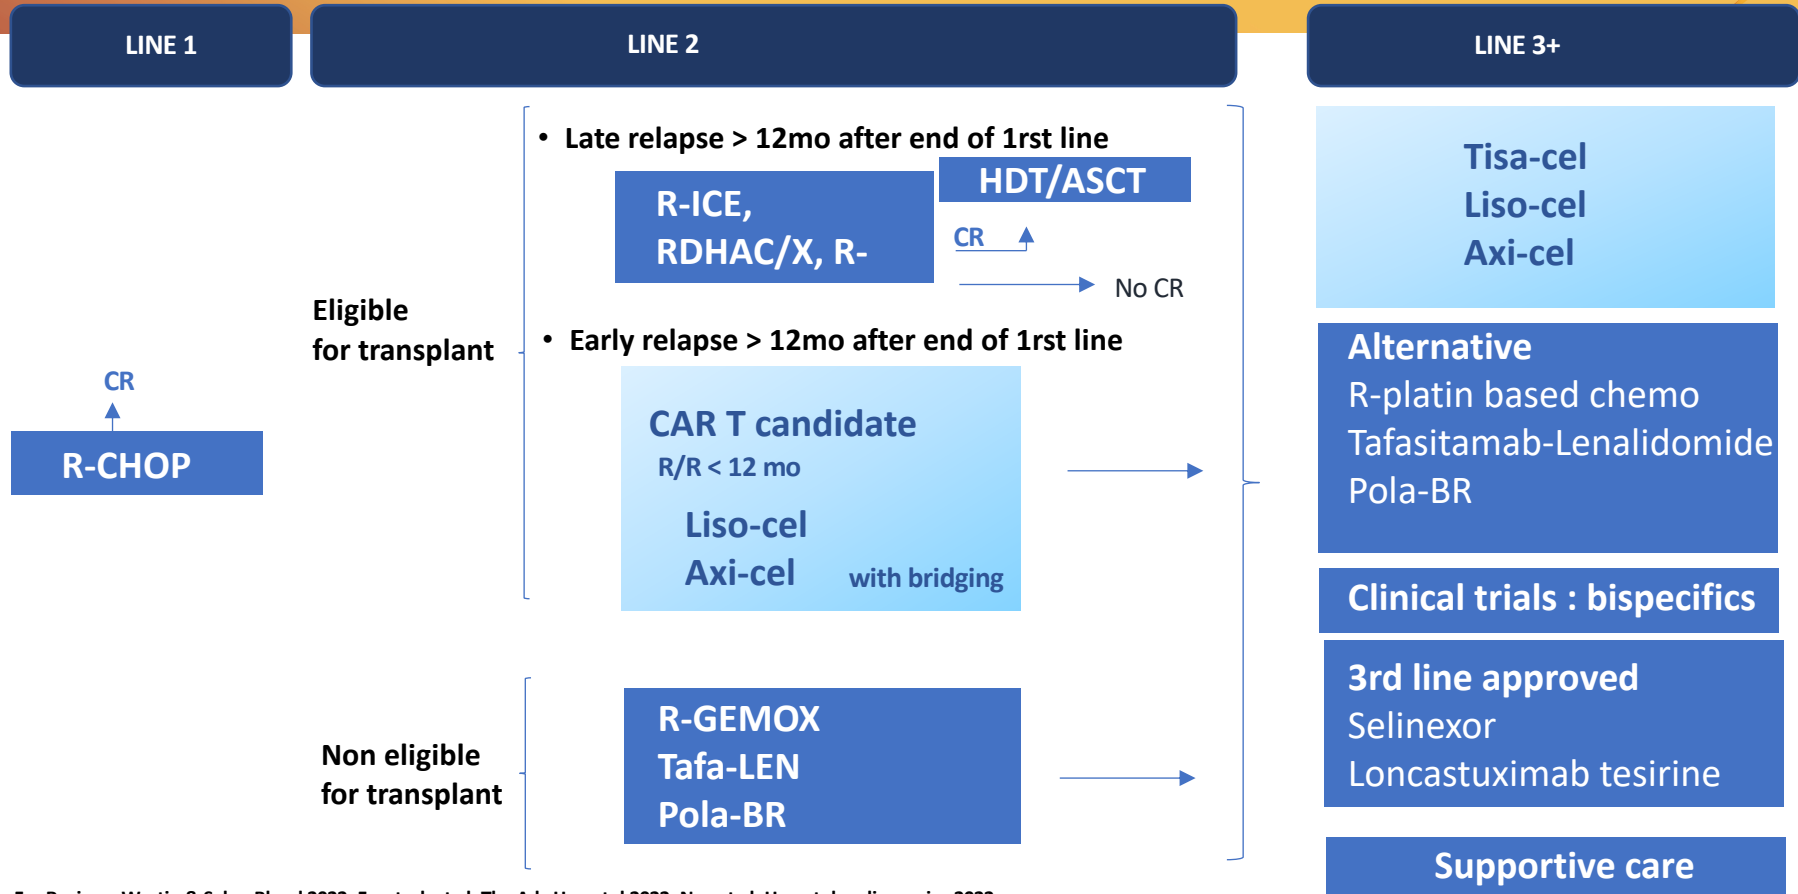 LINE 1
LINE 2
LINE 3+
• Late relapse > 12mo after end of 1rst line
R-ICE,
RDHAC/X, R-
HDT/ASCT
CR
No CR
Eligible
for transplant
• Early relapse > 12mo after end of 1rst line
CAR T candidate
R/R < 12 mo
Liso-cel
Axi-cel with bridging
CR
R-CHOP
Non eligible
for transplant
R-GEMOX
Tafa-LEN
Pola-BR
Tisa-cel
Liso-cel
Axi-cel
Alternative
R-platin based chemo
Tafasitamab-Lenalidomide
Pola-BR
Clinical trials : bispecifics
3rd line approved
Selinexor
Loncastuximab tesirine
Supportive care